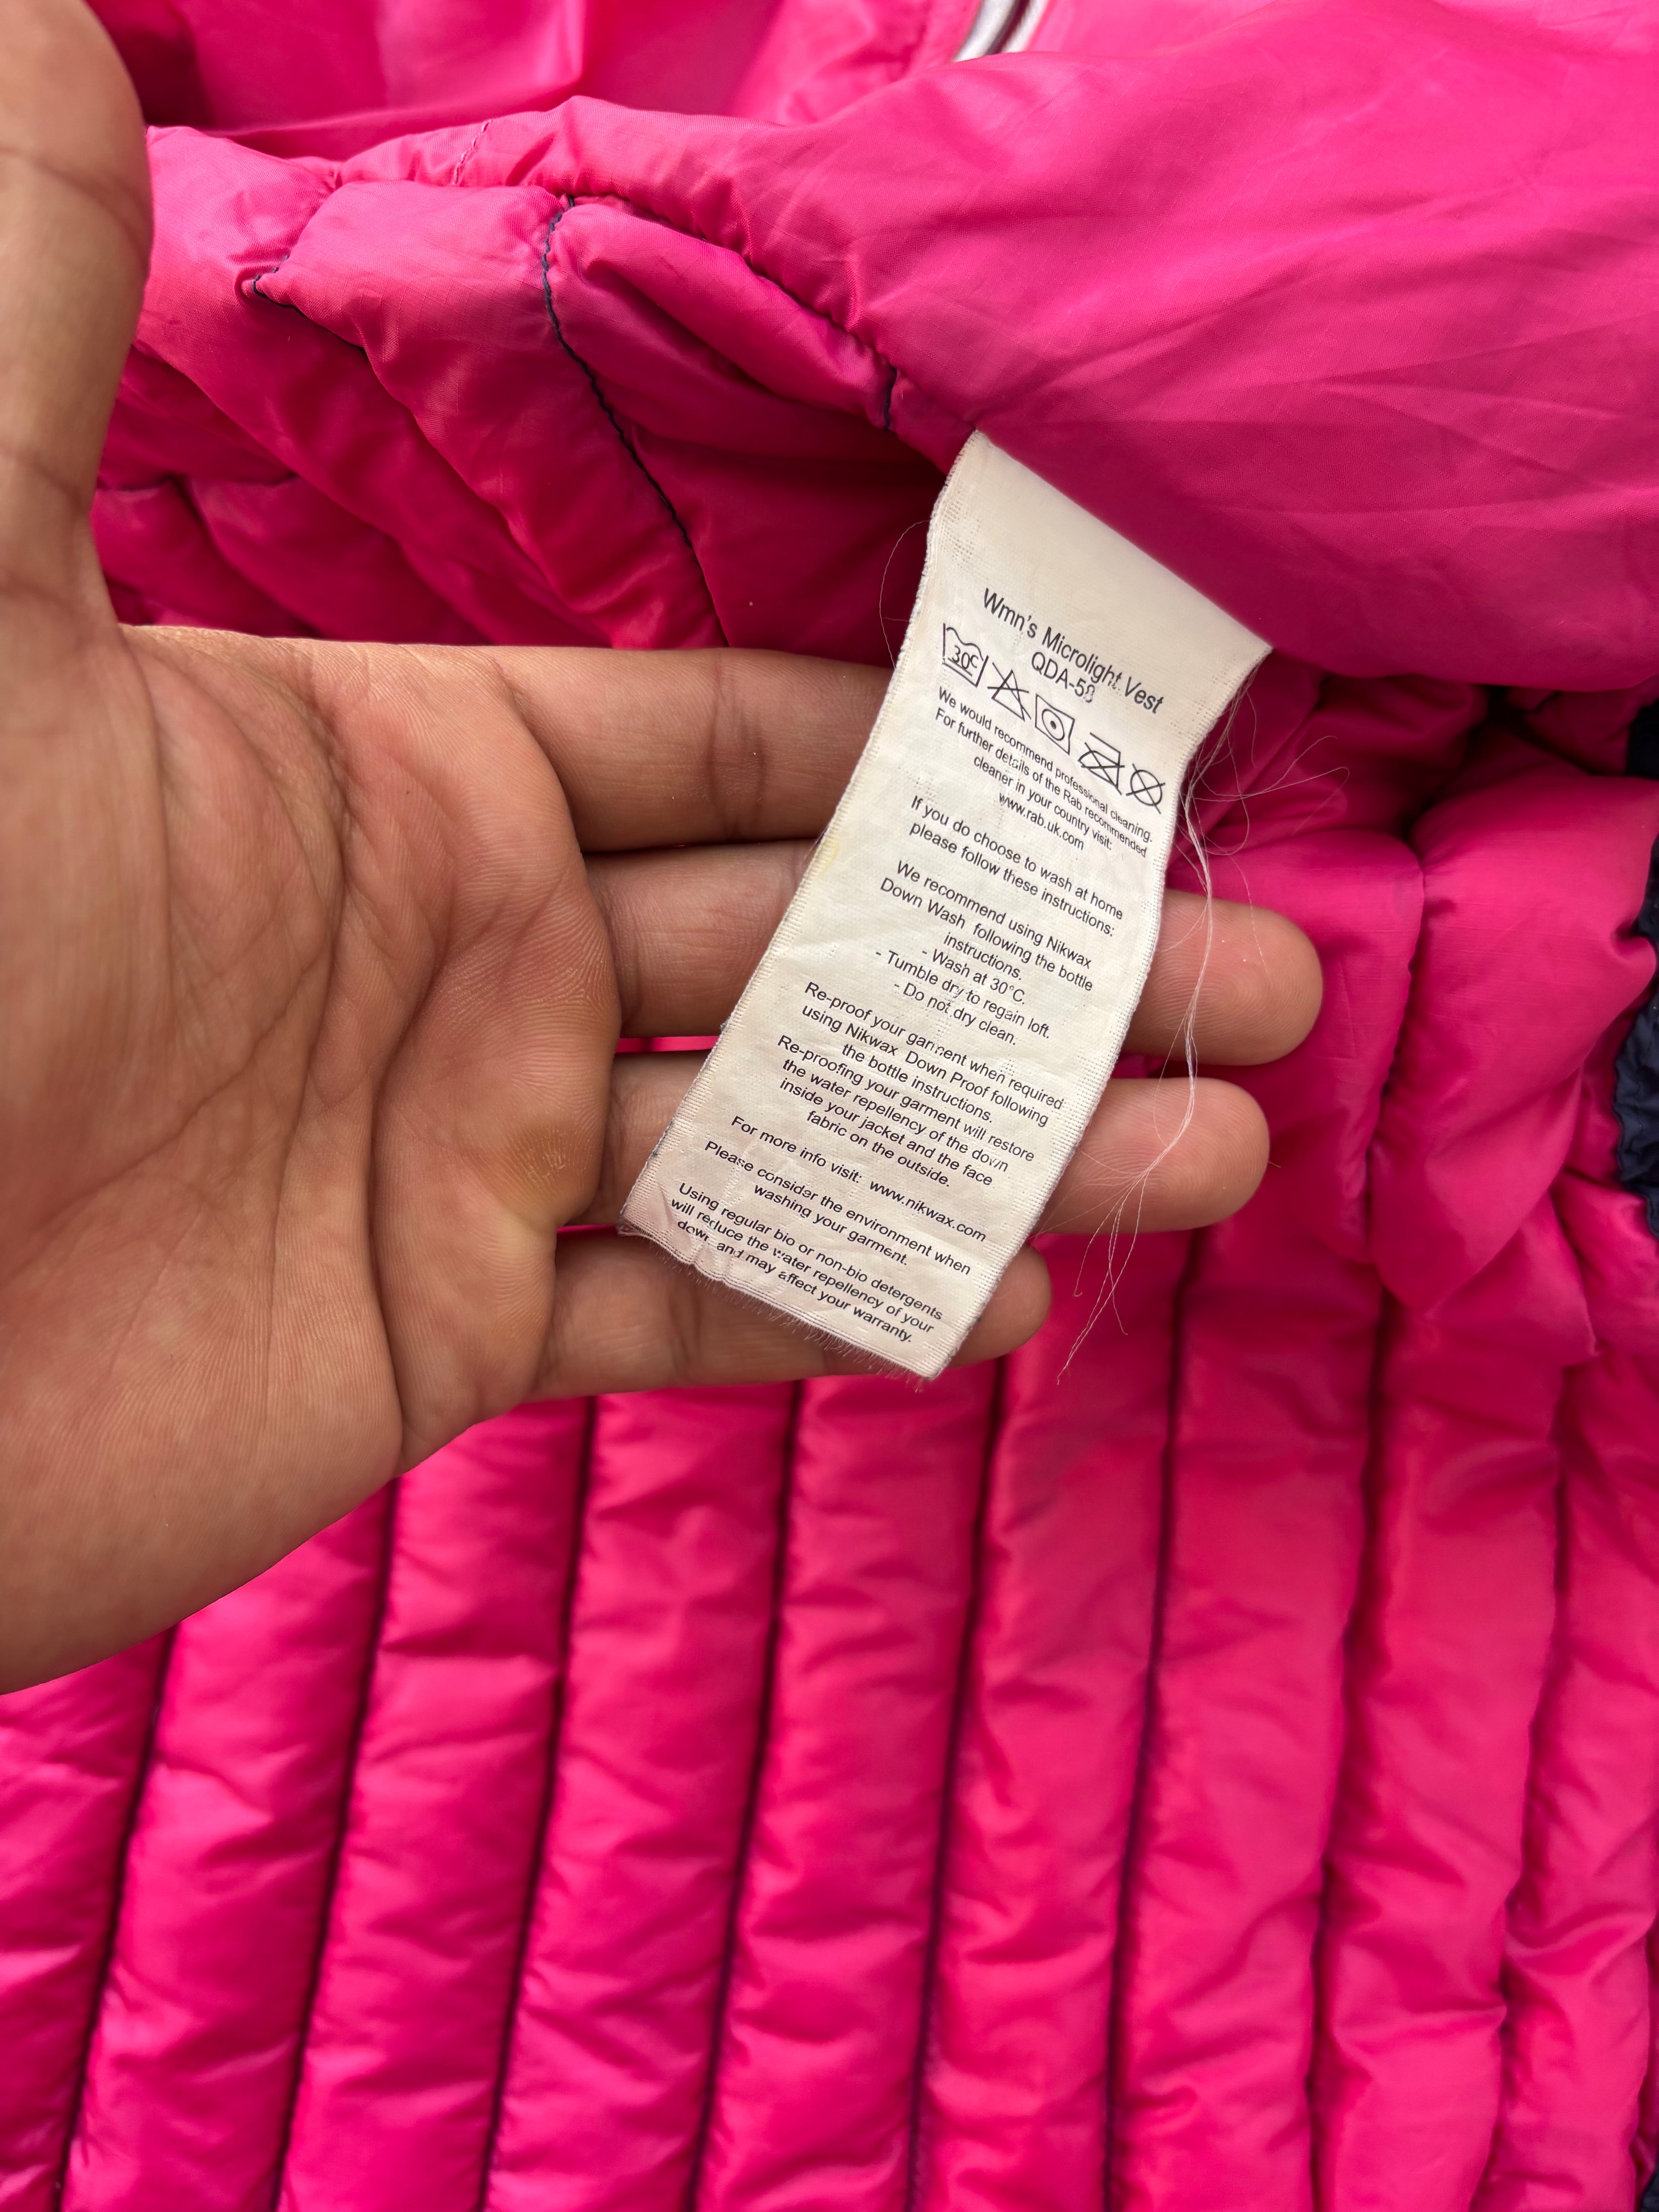 Wmn's Microlight Vest
QDA-58
30C
We would recommend professional cleaning.
For further details of the Rab recommended
cleaner in your country visit:
www.rab.uk.com
If you do choose to wash at home
please follow these instructions:
We recommend using Nikwax
Down Wash following the bottle
instructions.
- Wash at 30°C.
- Tumble dry to regain loft.
- Do not dry clean.
Re-proof your garment when required
using Nikwax Down Proof following
the bottle instructions.
Re-proofing your garment will restore
the water repellency of the down
inside your jacket and the face
fabric on the outside.
For more info visit: www.nikwax.com
Please consider the environment when
washing your garment.
Using regular bio or non-bio detergents
will reduce the water repellency of your
down and may affect your warranty.